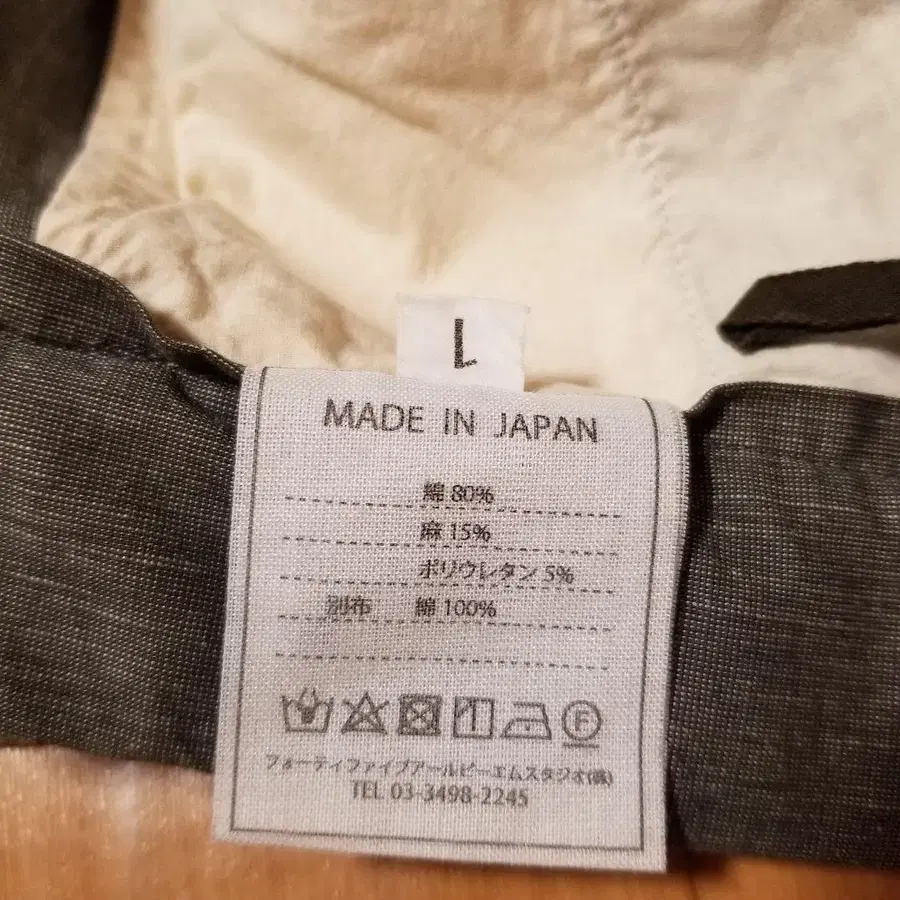 1
MADE IN JAPAN
綿 80%
麻 15%
ポリウレタン 5%
別布 綿 100%
F
フォーティファイブアールピーエムスタジオ(株)
TEL 03-3498-2245